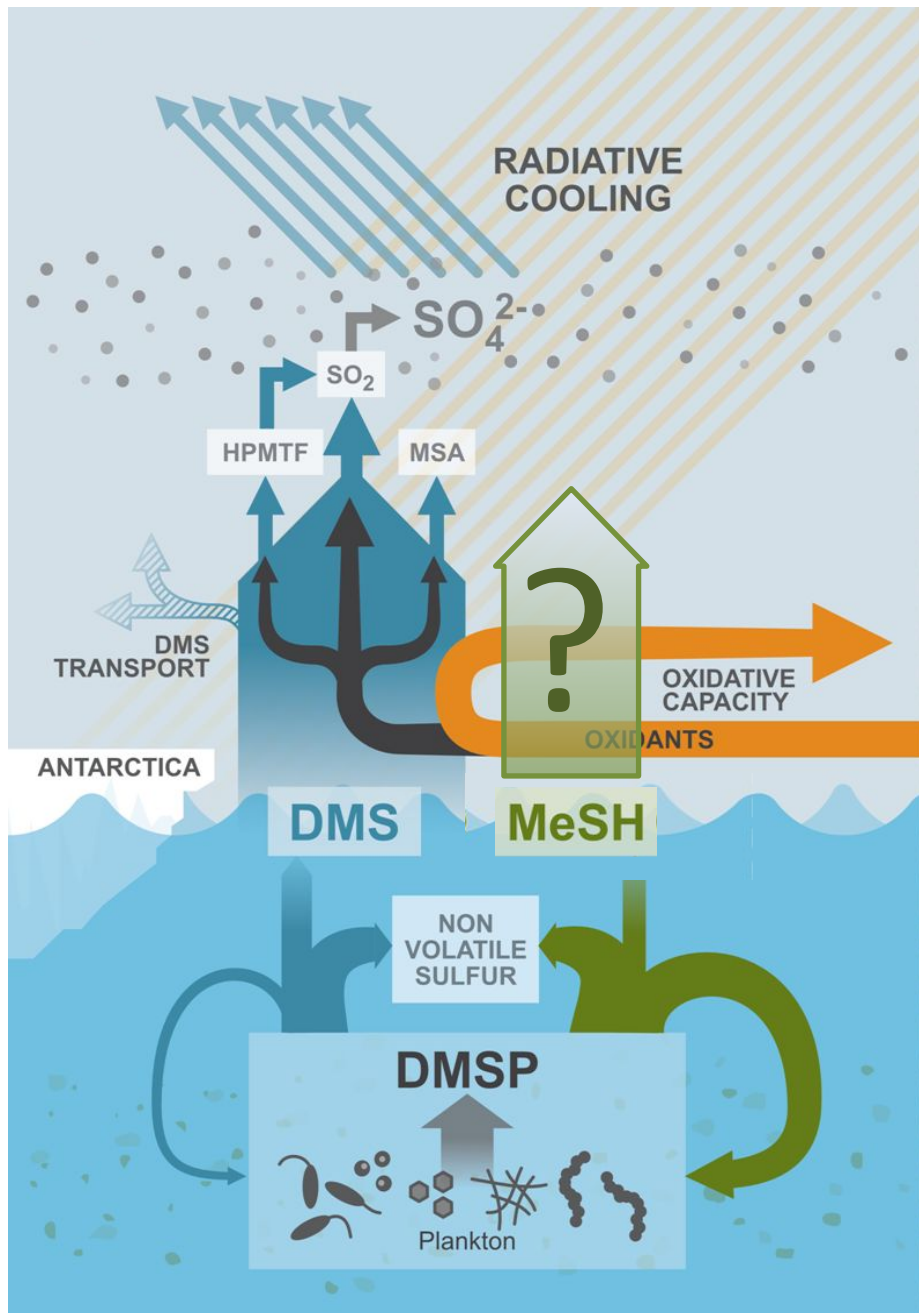 RADIATIVE
COOLING
SO₄²⁻
SO₂
HPMTF
MSA
?
DMS
TRANSPORT
OXIDATIVE
CAPACITY
OXIDANTS
ANTARCTICA
DMS
MeSH
NON
VOLATILE
SULFUR
DMSP
Plankton